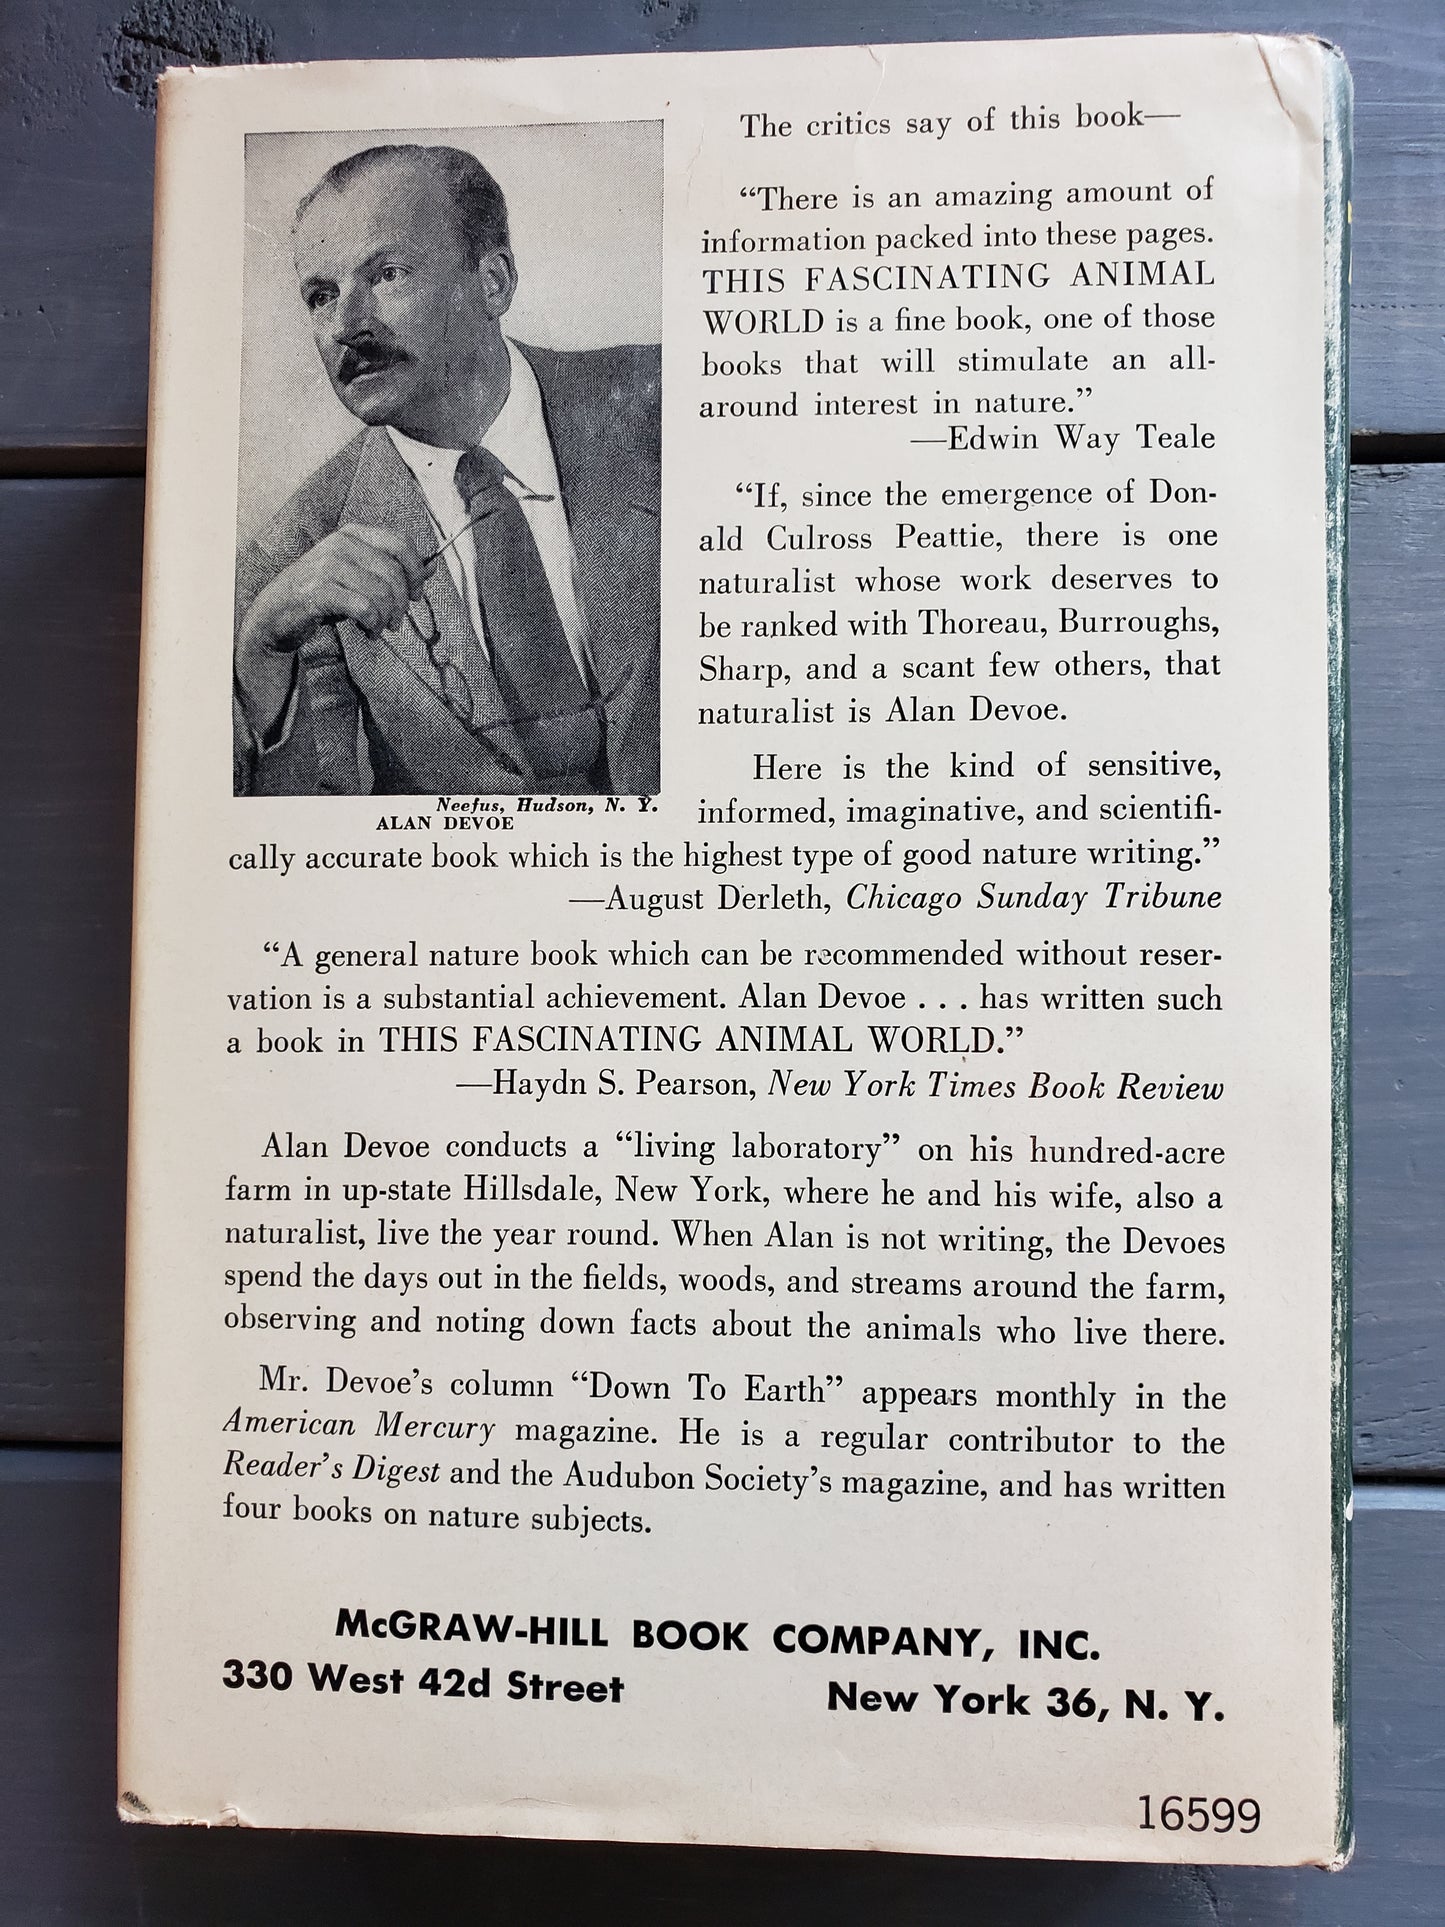 The critics say of this book—
“There is an amazing amount of
information packed into these pages.
THIS FASCINATING ANIMAL
WORLD is a fine book, one of those
books that will stimulate an all-
around interest in nature.”
—Edwin Way Teale
“If, since the emergence of Don-
ald Culross Peattie, there is one
naturalist whose work deserves to
be ranked with Thoreau, Burroughs,
Sharp, and a scant few others, that
naturalist is Alan Devoe.
Here is the kind of sensitive,
informed, imaginative, and scientifi-
Neefus, Hudson, N. Y.
ALAN DEVOE
cally accurate book which is the highest type of good nature writing.”
—August Derleth, Chicago Sunday Tribune
“A general nature book which can be recommended without reser-
vation is a substantial achievement. Alan Devoe . . . has written such
a book in THIS FASCINATING ANIMAL WORLD.”
—Haydn S. Pearson, New York Times Book Review
Alan Devoe conducts a “living laboratory” on his hundred-acre
farm in up-state Hillsdale, New York, where he and his wife, also a
naturalist, live the year round. When Alan is not writing, the Devoes
spend the days out in the fields, woods, and streams around the farm,
observing and noting down facts about the animals who live there.
Mr. Devoe’s column “Down To Earth” appears monthly in the
American Mercury magazine. He is a regular contributor to the
Reader’s Digest and the Audubon Society’s magazine, and has written
four books on nature subjects.
McGRAW-HILL BOOK COMPANY, INC.
330 West 42d Street New York 36, N. Y.
16599